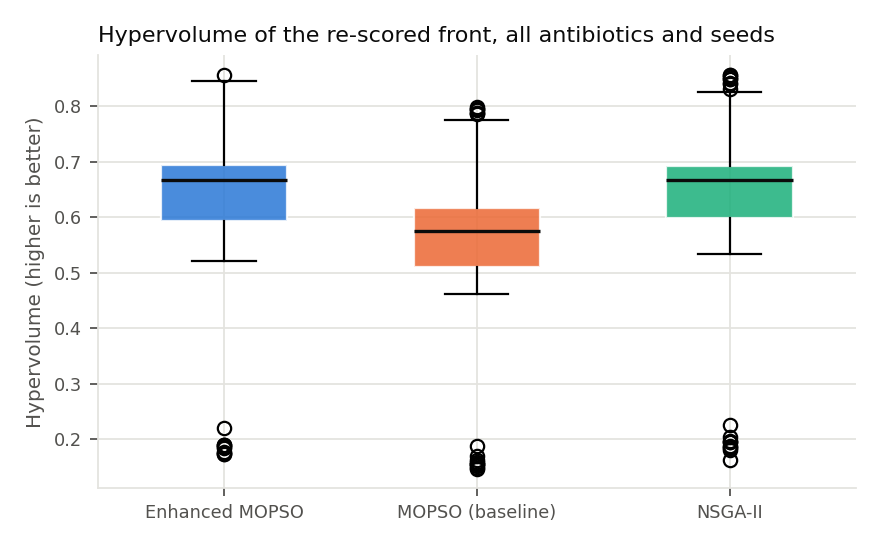 Hypervolume of the re-scored front, all antibiotics and seeds
Hypervolume (higher is better)
0.8
0.7
0.6
0.5
0.4
0.3
0.2
Enhanced MOPSO
MOPSO (baseline)
NSGA-II